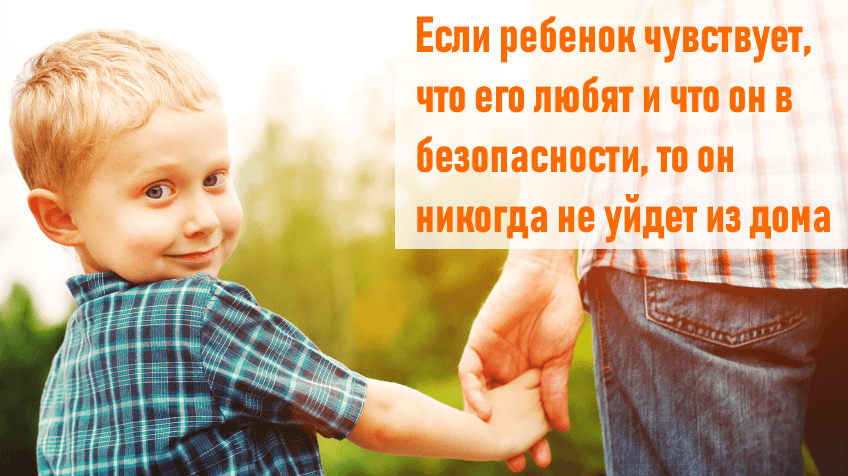 Если ребенок чувствует,
что его любят и что он в
безопасности, то он
никогда не уйдет из дома